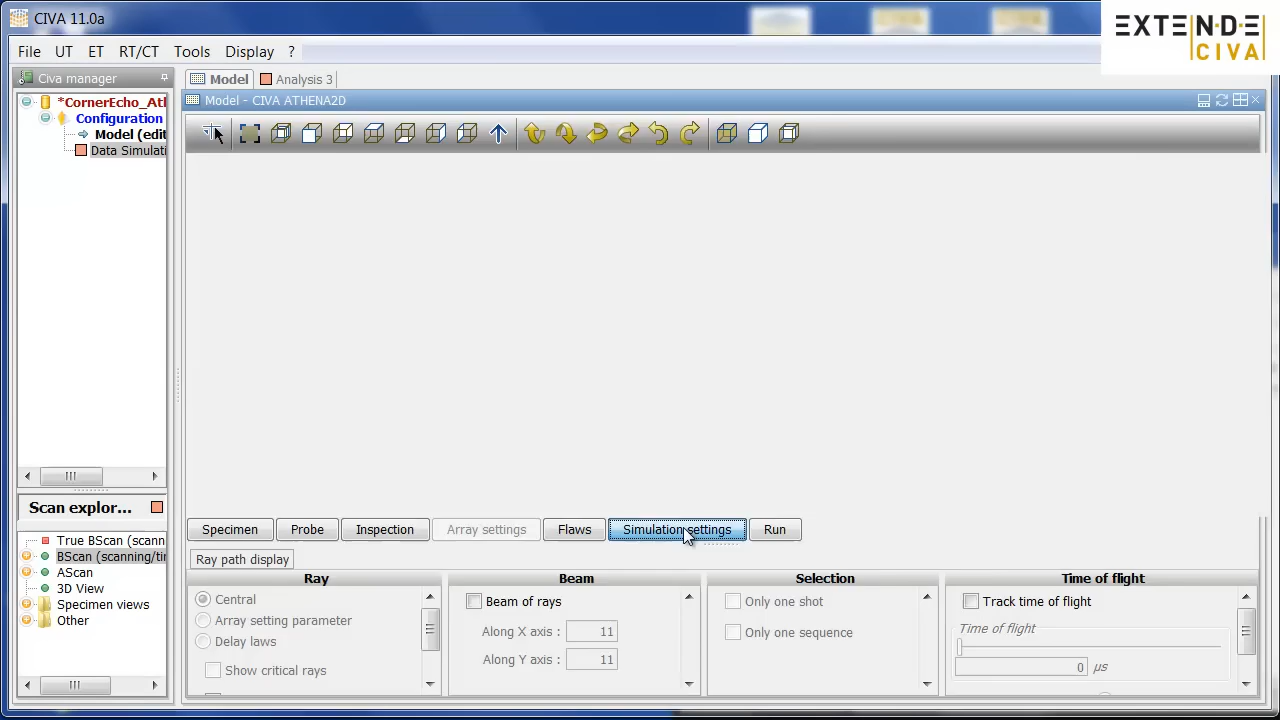 CIVA 11.0a
EXTENDE
CIVA
File UT ET RT/CT Tools Display ?
Civa manager
Model Analysis 3
*CornerEcho_Atl
Configuration
Model (edit
Data Simulati
Model - CIVA ATHENA2D
Scan explor...
True BScan (scann
BScan (scanning/tin
AScan
3D View
Specimen views
Other
Specimen Probe Inspection Array settings Flaws Simulation settings Run
Ray path display
Ray Beam Selection Time of flight
Central
Array setting parameter
Delay laws
Show critical rays
Beam of rays
Along X axis : 11
Along Y axis : 11
Only one shot
Only one sequence
Track time of flight
Time of flight
0 µs